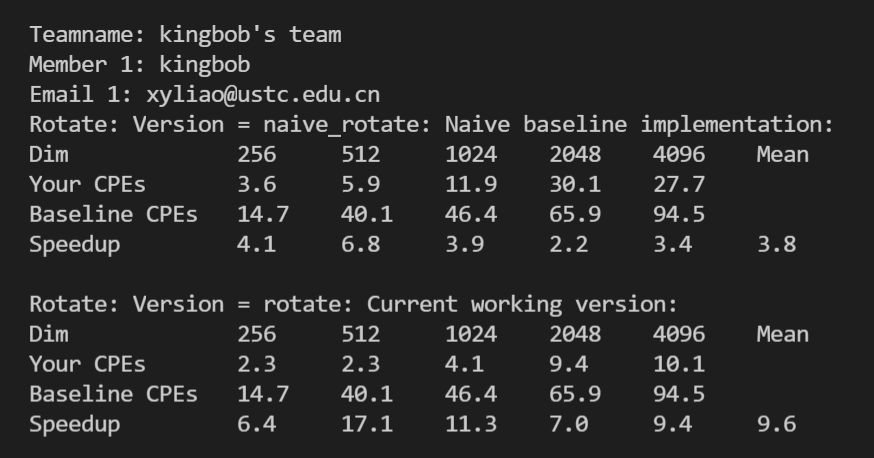 Teamname: kingbob's team
Member 1: kingbob
Email 1: xyliao@ustc.edu.cn
Rotate: Version = naive_rotate: Naive baseline implementation:
Dim 256 512 1024 2048 4096 Mean
Your CPEs 3.6 5.9 11.9 30.1 27.7
Baseline CPEs 14.7 40.1 46.4 65.9 94.5
Speedup 4.1 6.8 3.9 2.2 3.4 3.8
Rotate: Version = rotate: Current working version:
Dim 256 512 1024 2048 4096 Mean
Your CPEs 2.3 2.3 4.1 9.4 10.1
Baseline CPEs 14.7 40.1 46.4 65.9 94.5
Speedup 6.4 17.1 11.3 7.0 9.4 9.6